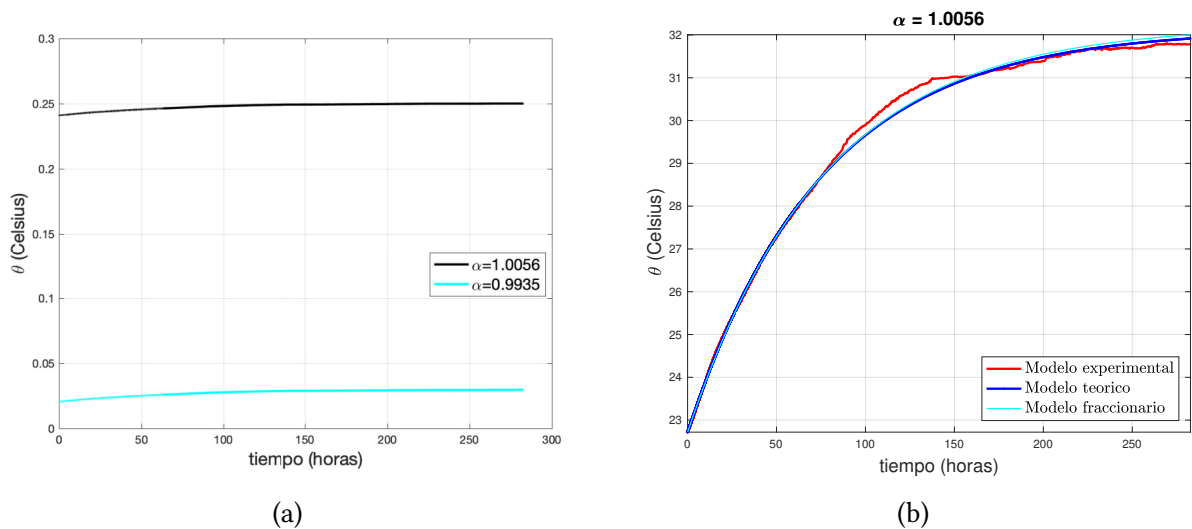 0.3
0.25
0.2
0.15
0.1
0.05
0
θ (Celsius)
α=1.0056
α=0.9935
0 50 100 150 200 250 300
tiempo (horas)
(a)
α = 1.0056
32
31
30
29
28
27
26
25
24
23
θ (Celsius)
Modelo experimental
Modelo teorico
Modelo fraccionario
0 50 100 150 200 250
tiempo (horas)
(b)